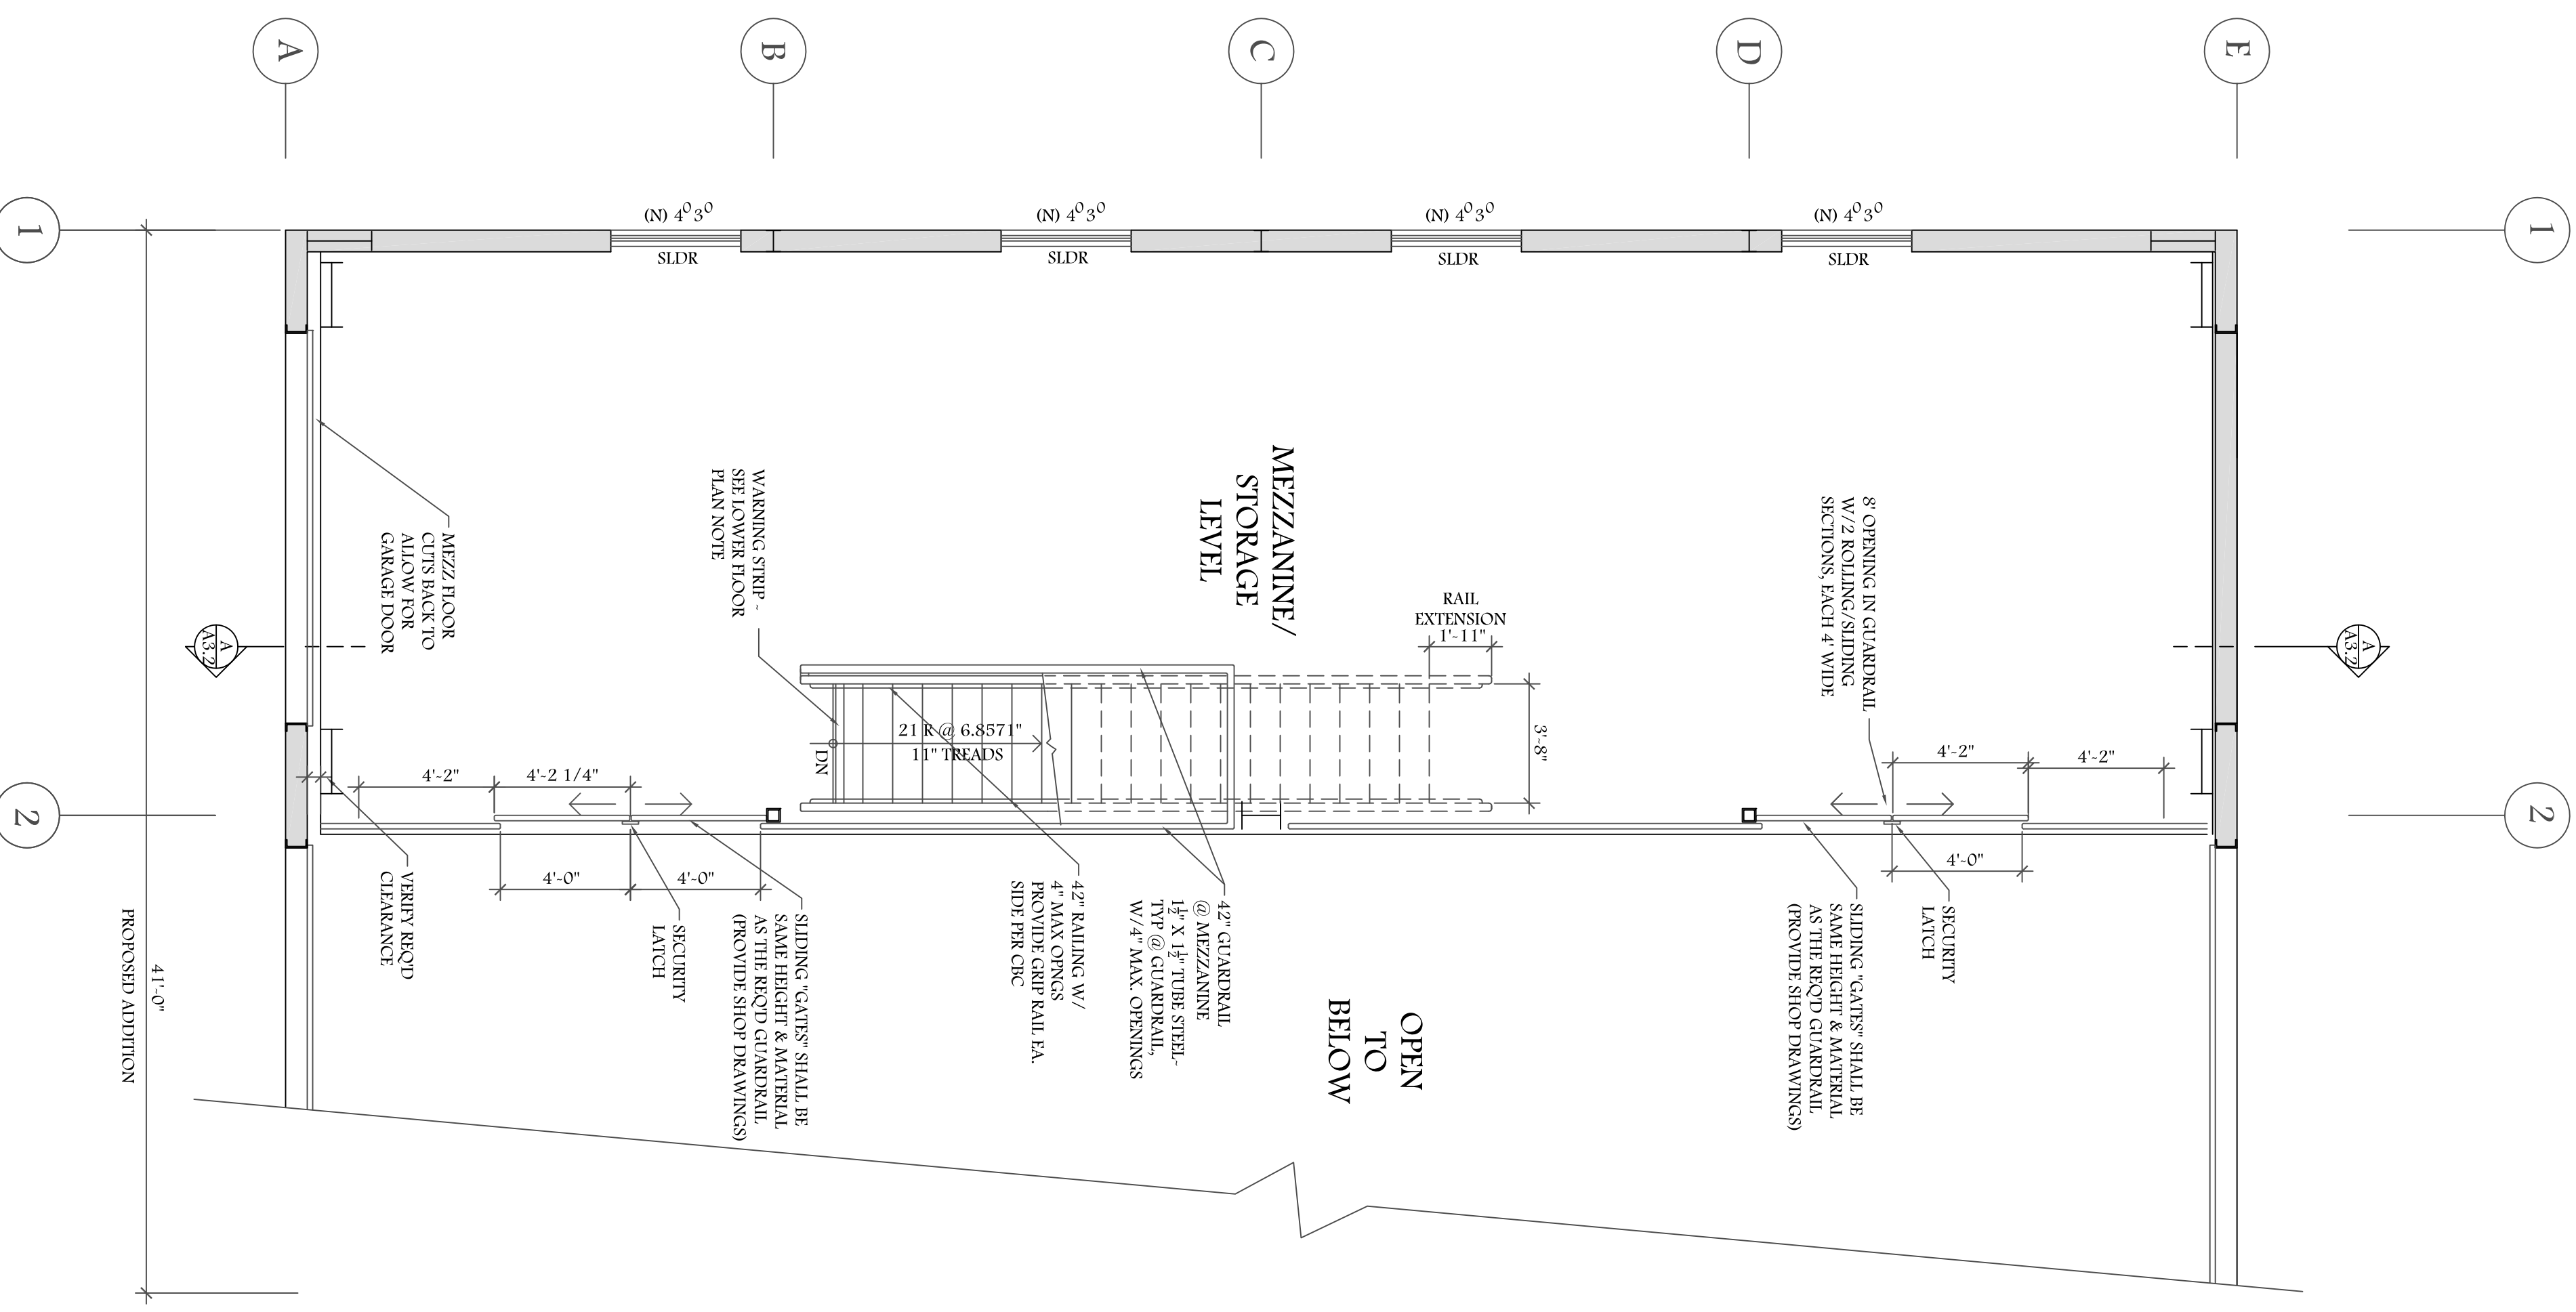 A
B
C
D
E
1
1
(N) 4⁰3⁰
(N) 4⁰3⁰
(N) 4⁰3⁰
(N) 4⁰3⁰
SLDR
SLDR
SLDR
SLDR
MEZZANINE/
STORAGE
LEVEL
WARNING STRIP ~
SEE LOWER FLOOR
PLAN NOTE
8' OPENING IN GUARDRAIL
W/2 ROLLING/SLIDING
SECTIONS, EACH 4' WIDE
MEZZ FLOOR
CUTS BACK TO
ALLOW FOR
GARAGE DOOR
RAIL
EXTENSION
1'~11"
A
A3.2
A
A3.2
21 R @ 6.8571"
11" TREADS
DN
3'~8"
4'~2"
4'~2 1/4"
4'~2"
4'~2"
2
2
4'~0"
4'~0"
4'~0"
VERIFY REQ'D
CLEARANCE
SECURITY
LATCH
SLIDING "GATES" SHALL BE
SAME HEIGHT & MATERIAL
AS THE REQ'D GUARDRAIL
(PROVIDE SHOP DRAWINGS)
42" RAILING W/
4" MAX OPNGS
PROVIDE GRIP RAIL EA.
SIDE PER CBC
42" GUARDRAIL
@ MEZZANINE
1½" X 1½" TUBE STEEL~
TYP @ GUARDRAIL,
W/4" MAX. OPENINGS
SLIDING "GATES" SHALL BE
SAME HEIGHT & MATERIAL
AS THE REQ'D GUARDRAIL
(PROVIDE SHOP DRAWINGS)
SECURITY
LATCH
OPEN
TO
BELOW
41'~0"
PROPOSED ADDITION